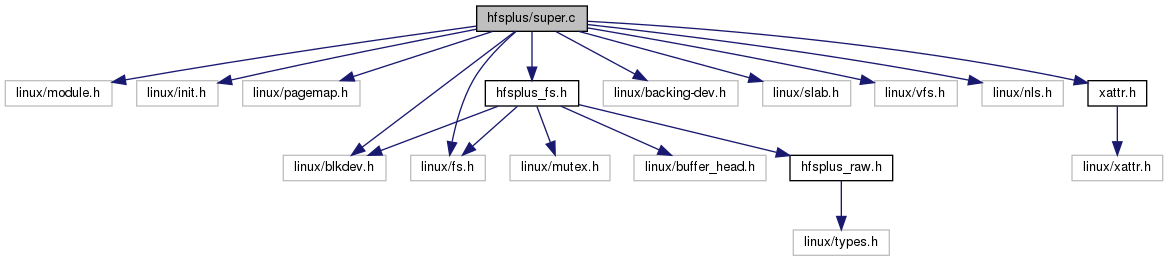 hfsplus/super.c
linux/module.h
linux/init.h
linux/pagemap.h
hfsplus_fs.h
linux/backing-dev.h
linux/slab.h
linux/vfs.h
linux/nls.h
xattr.h
linux/blkdev.h
linux/fs.h
linux/mutex.h
linux/buffer_head.h
hfsplus_raw.h
linux/xattr.h
linux/types.h